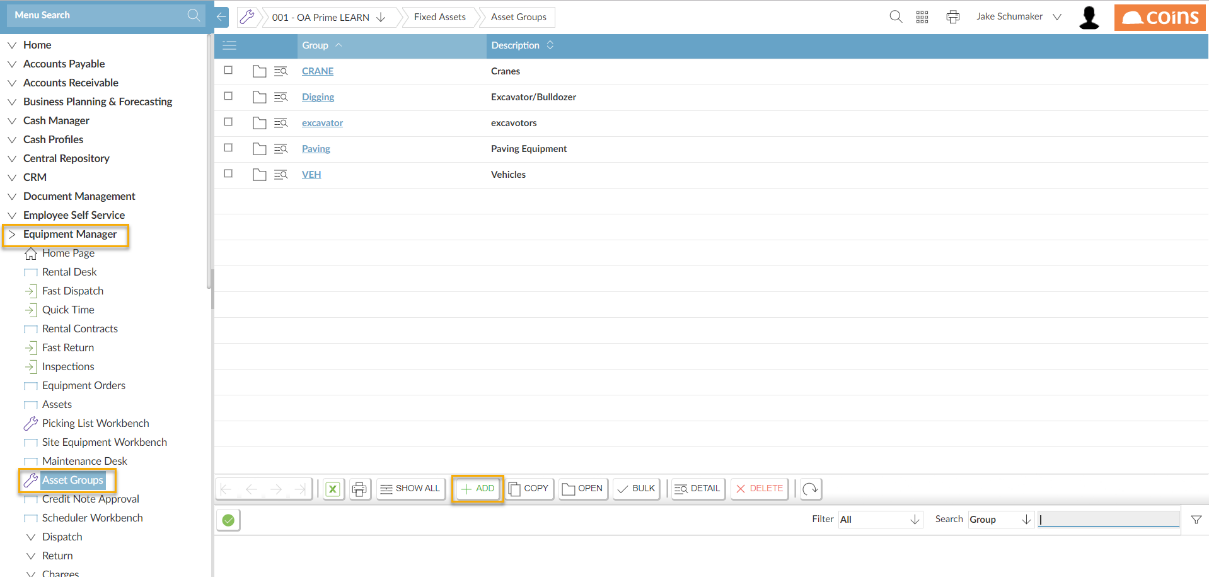 Menu Search
001 - OA Prime LEARN
Fixed Assets
Asset Groups
Jake Schumaker
coins
Home
Accounts Payable
Accounts Receivable
Business Planning & Forecasting
Cash Manager
Cash Profiles
Central Repository
CRM
Document Management
Employee Self Service
Equipment Manager
Home Page
Rental Desk
Fast Dispatch
Quick Time
Rental Contracts
Fast Return
Inspections
Equipment Orders
Assets
Picking List Workbench
Site Equipment Workbench
Maintenance Desk
Asset Groups
Credit Note Approval
Scheduler Workbench
Dispatch
Return
Charges
Group Description
CRANE Cranes
Digging Excavator/Bulldozer
excavator excavotors
Paving Paving Equipment
VEH Vehicles
SHOW ALL ADD COPY OPEN BULK DETAIL DELETE
Filter All Search Group